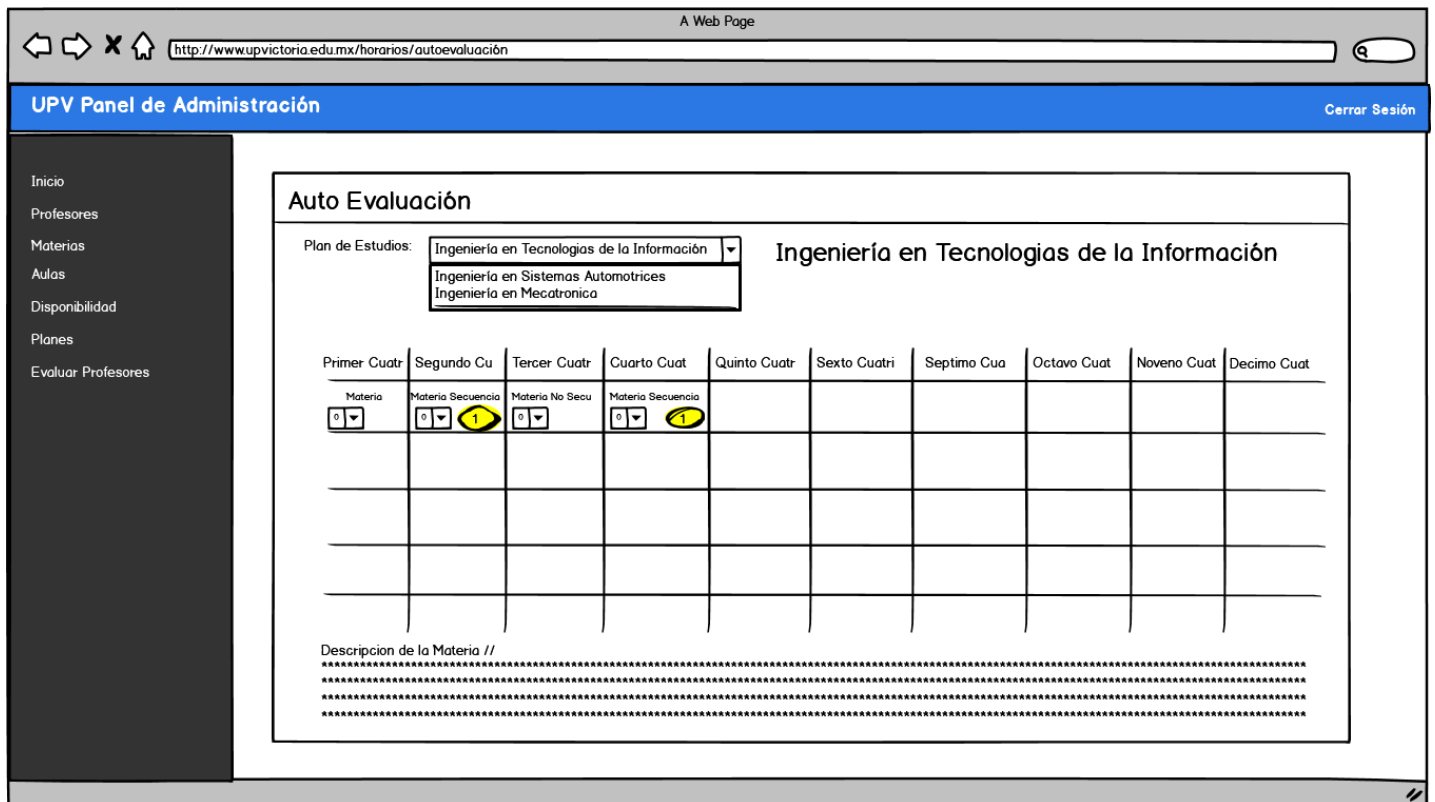 A Web Page
http://www.upvictoria.edu.mx/horarios/autoevaluación
UPV Panel de Administración
Cerrar Sesión
Inicio
Profesores
Materias
Aulas
Disponibilidad
Planes
Evaluar Profesores
Auto Evaluación
Plan de Estudios:
Ingeniería en Tecnologias de la Información
Ingeniería en Sistemas Automotrices
Ingeniería en Mecatronica
Ingeniería en Tecnologias de la Información
Primer Cuatr Segundo Cu Tercer Cuatr Cuarto Cuat Quinto Cuatr Sexto Cuatri Septimo Cua Octavo Cuat Noveno Cuat Decimo Cuat
Materia Materia Secuencia Materia No Secu Materia Secuencia
0 0 1 0 0 1
Descripcion de la Materia //
**********************************************************************************************************************************************************
**********************************************************************************************************************************************************
**********************************************************************************************************************************************************
**********************************************************************************************************************************************************